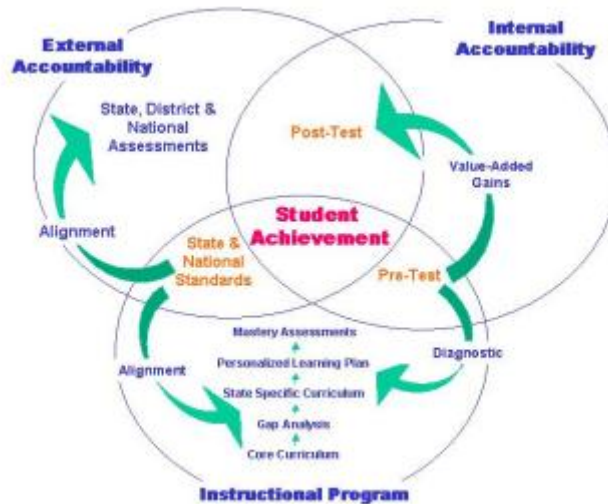 External
Accountability
Internal
Accountability
State, District &
National
Assessments
Post-Test
Value-Added
Gains
Alignment
Student
Achievement
State &
National
Standards
Pre-Test
Mastery Assessments
Diagnostic
Personalized Learning Plan
Alignment
State Specific Curriculum
Gap Analysis
Core Curriculum
Instructional Program